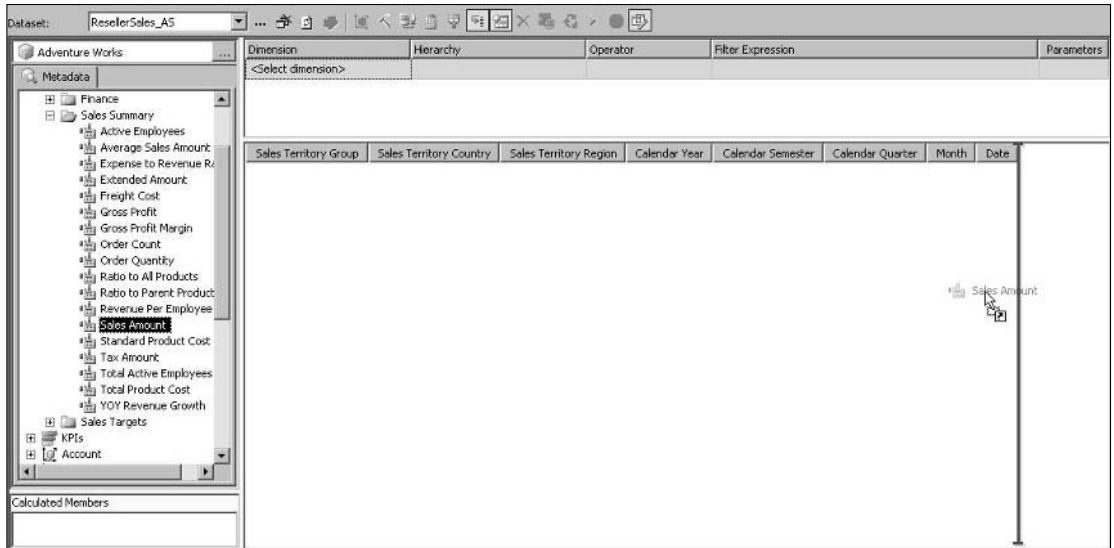 Dataset: ResellerSales_AS ...
Adventure Works ...
Metadata
Finance
Sales Summary
Active Employees
Average Sales Amount
Expense to Revenue Ra
Extended Amount
Freight Cost
Gross Profit
Gross Profit Margin
Order Count
Order Quantity
Ratio to All Products
Ratio to Parent Product
Revenue Per Employee
Sales Amount
Standard Product Cost
Tax Amount
Total Active Employees
Total Product Cost
YOY Revenue Growth
Sales Targets
KPIs
Account
Calculated Members
Dimension Hierarchy Operator Filter Expression Parameters
<Select dimension>
Sales Territory Group Sales Territory Country Sales Territory Region Calendar Year Calendar Semester Calendar Quarter Month Date
Sales Amount